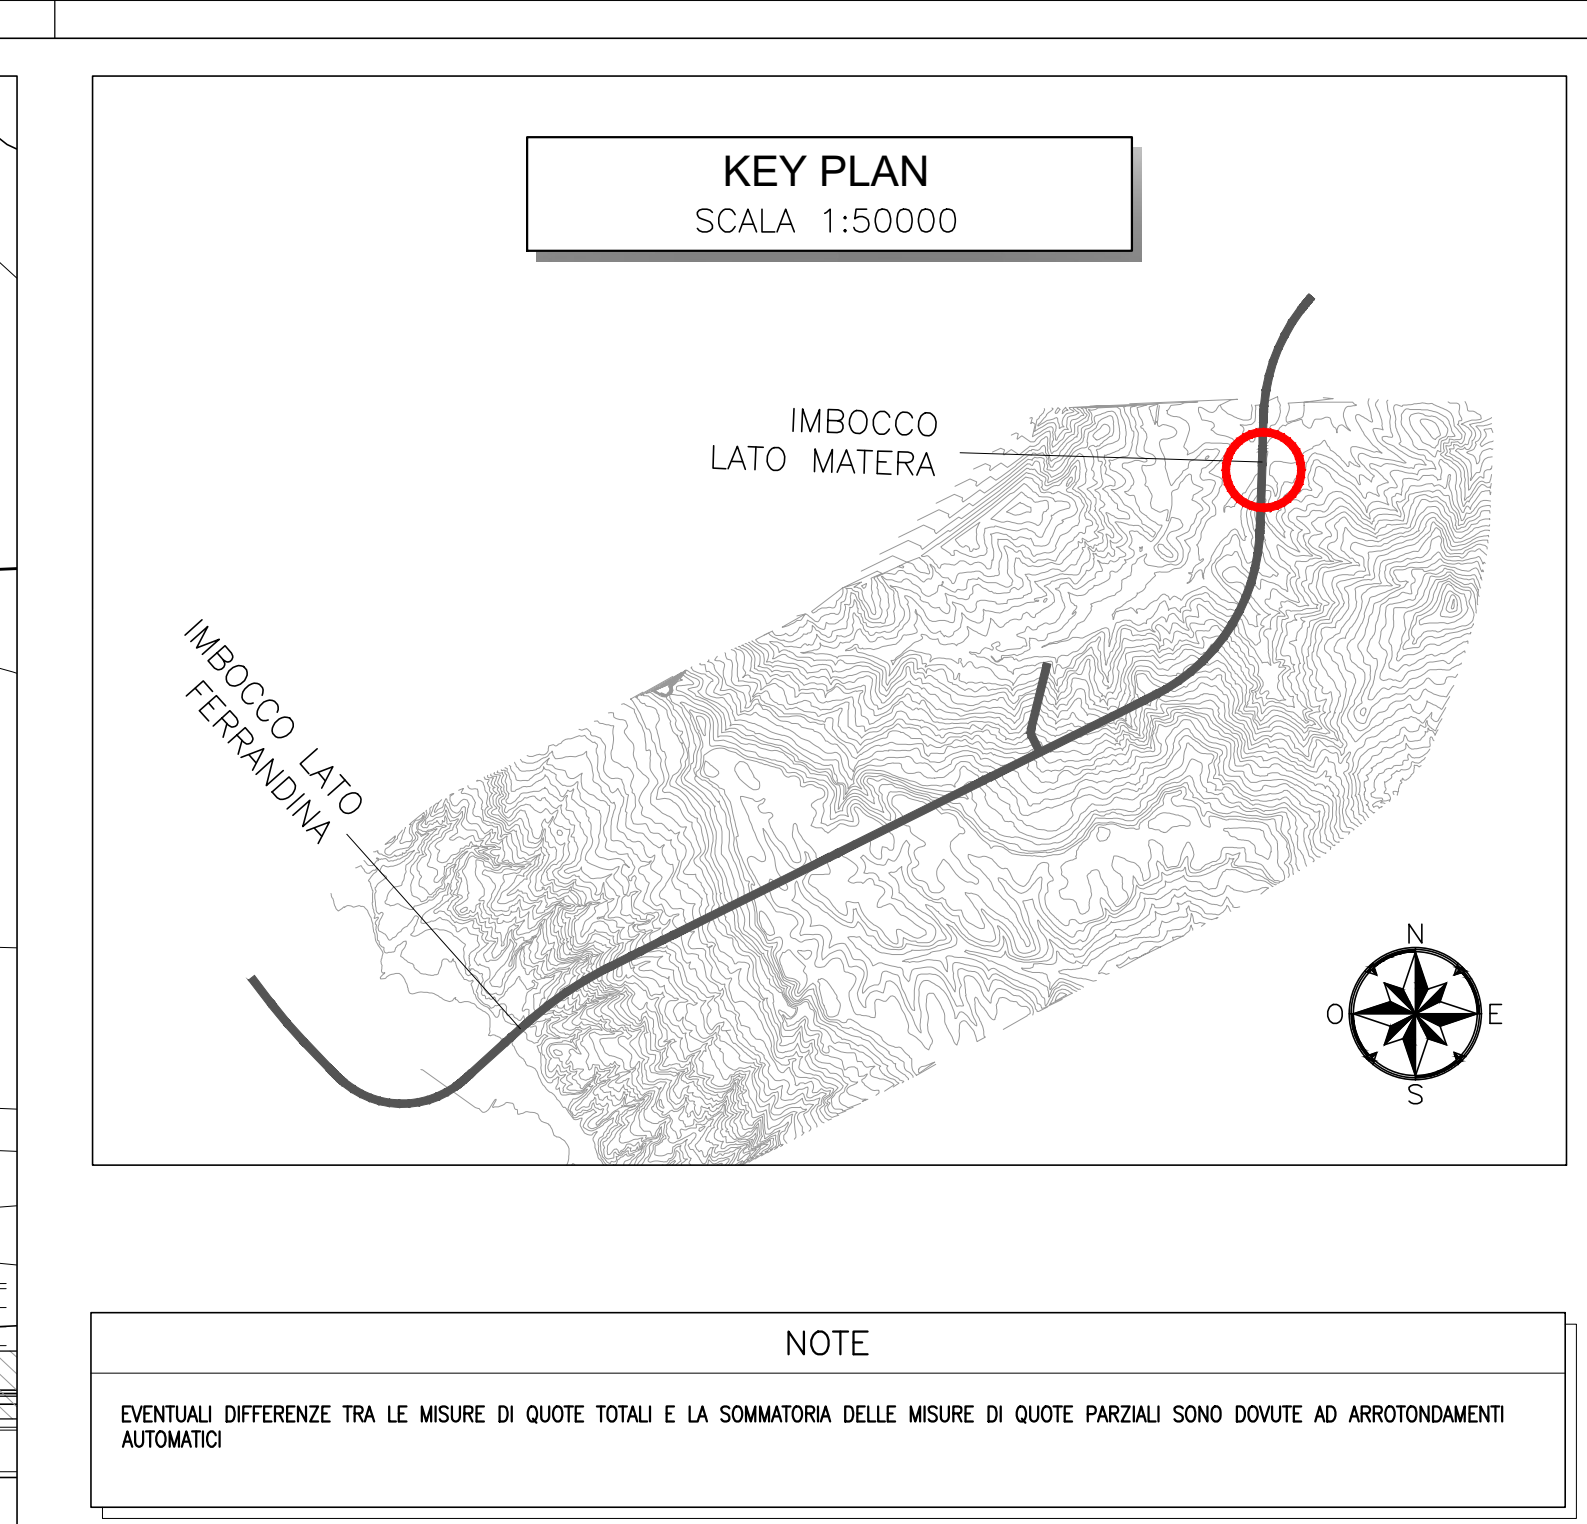 KEY PLAN
SCALA 1:50000
IMBOCCO
LATO MATERA
IMBOCCO LATO
FERRANDINA
N
O
E
S
NOTE
EVENTUALI DIFFERENZE TRA LE MISURE DI QUOTE TOTALI E LA SOMMATORIA DELLE MISURE DI QUOTE PARZIALI SONO DOVUTE AD ARROTONDAMENTI
AUTOMATICI